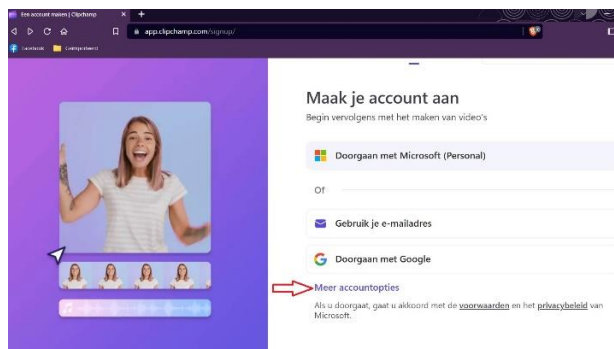 Een account maken | Clipchamp
app.clipchamp.com/signup/
Facebook
Geïmporteerd
Maak je account aan
Begin vervolgens met het maken van video's
Doorgaan met Microsoft (Personal)
Of
Gebruik je e-mailadres
Doorgaan met Google
Meer accountopties
Als u doorgaat, gaat u akkoord met de voorwaarden en het privacybeleid van
Microsoft.